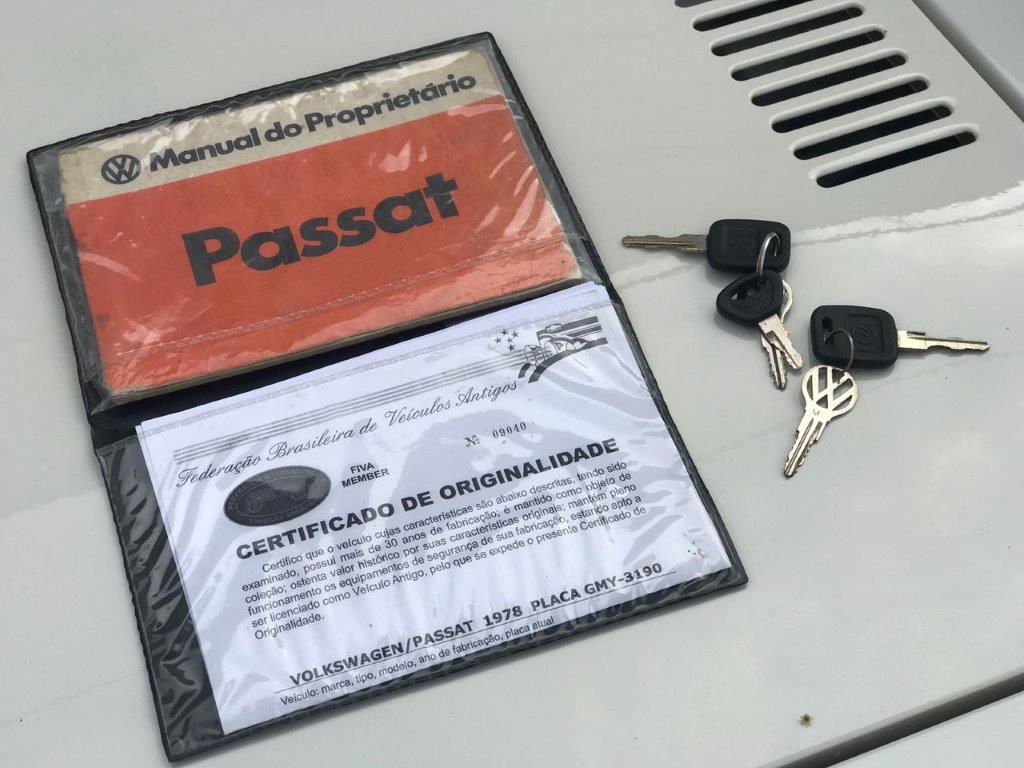 Manual do Proprietário
Passat
Federação Brasileira de Veículos Antigos
Nº 09040
FIVA
MEMBER
CERTIFICADO DE ORIGINALIDADE
Certifico que o veículo cujas características são abaixo descritas, tendo sido
examinado, possui mais de 30 anos de fabricação; é mantido como objeto de
coleção; ostenta valor histórico por suas características originais; mantém pleno
funcionamento os equipamentos de segurança de sua fabricação, estando apto a
ser licenciado como Veículo Antigo, pelo que se expede o presente Certificado de
Originalidade.
VOLKSWAGEN/PASSAT 1978 PLACA GMY-3190
Veículo: marca, tipo, modelo, ano de fabricação, placa atual